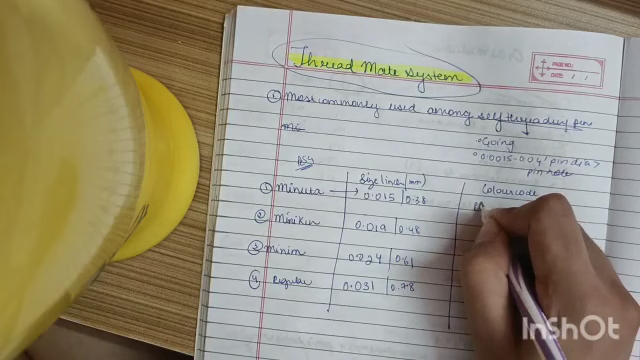 Thread Mate System
PAGE NO.:
DATE: / /
① Most commonly used among self threading pin
• Going
• 0.0015-0.04' pin dia >
pin hole
Size (inch) (mm) Colour code
① Minuta → 0.015 | 0.38
② Minikin 0.019 | 0.48
③ Minim 0.024 | 0.61
④ Regular 0.031 | 0.78
InShOt